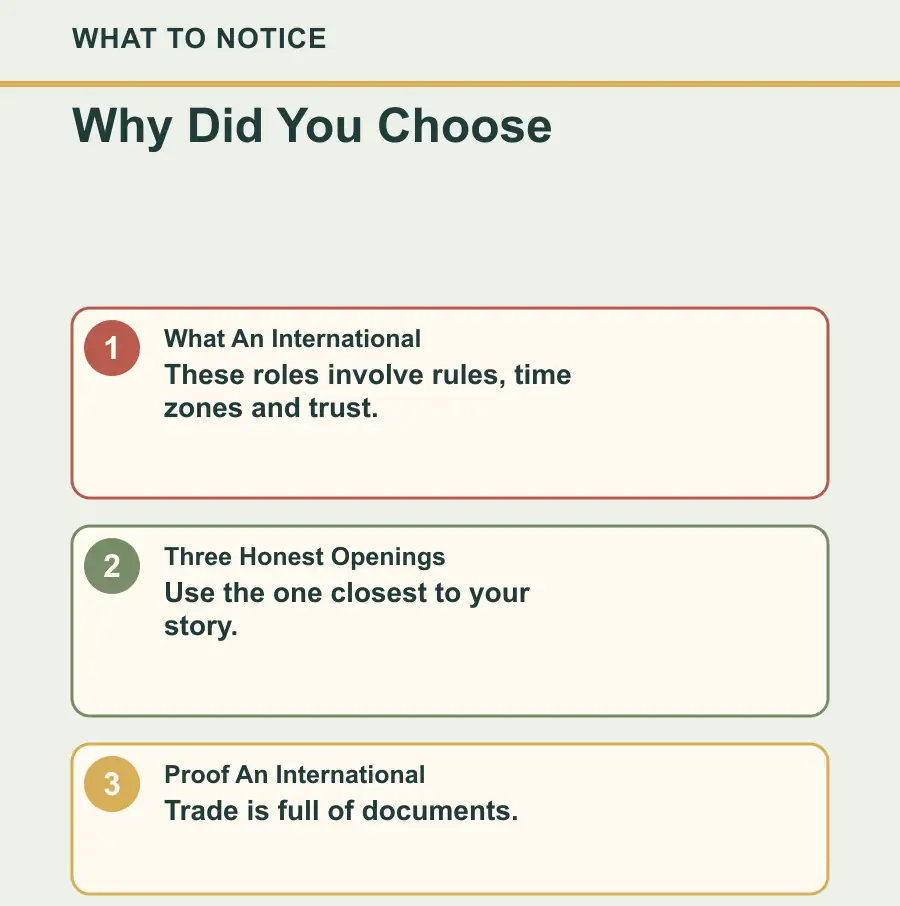 WHAT TO NOTICE
Why Did You Choose
1
What An International
These roles involve rules, time
zones and trust.
2
Three Honest Openings
Use the one closest to your
story.
3
Proof An International
Trade is full of documents.